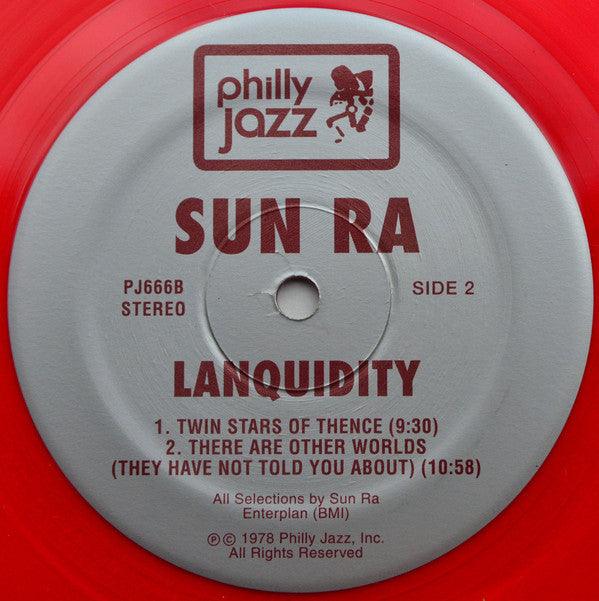 philly
jazz
SUN RA
PJ666B
STEREO
SIDE 2
LANQUIDITY
1. TWIN STARS OF THENCE (9:30)
2. THERE ARE OTHER WORLDS
(THEY HAVE NOT TOLD YOU ABOUT) (10:58)
All Selections by Sun Ra
Enterplan (BMI)
℗ © 1978 Philly Jazz, Inc.
All Rights Reserved